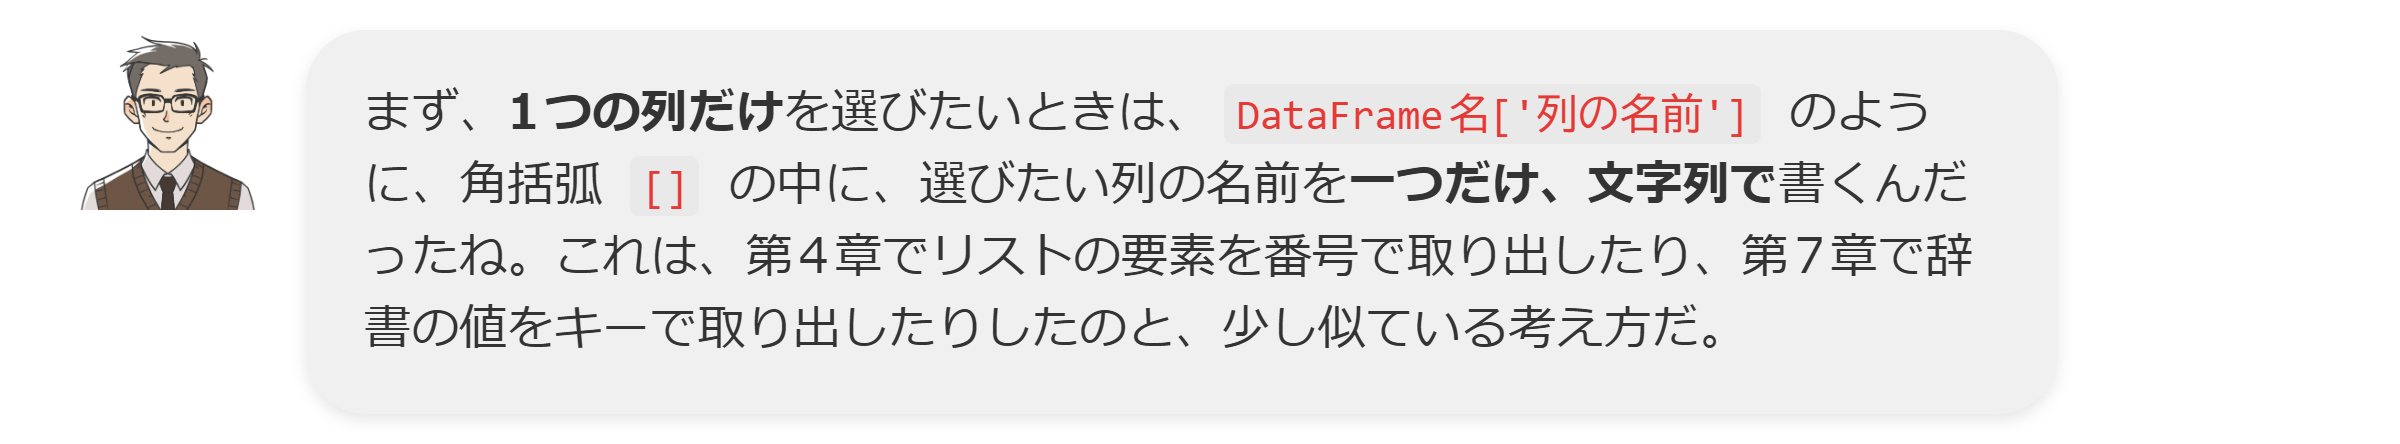 まず、１つの列だけを選びたいときは、 DataFrame名['列の名前'] のよう
に、角括弧 [] の中に、選びたい列の名前を一つだけ、文字列で書くんだ
ったね。これは、第４章でリストの要素を番号で取り出したり、第７章で辞
書の値をキーで取り出したりしたのと、少し似ている考え方だ。